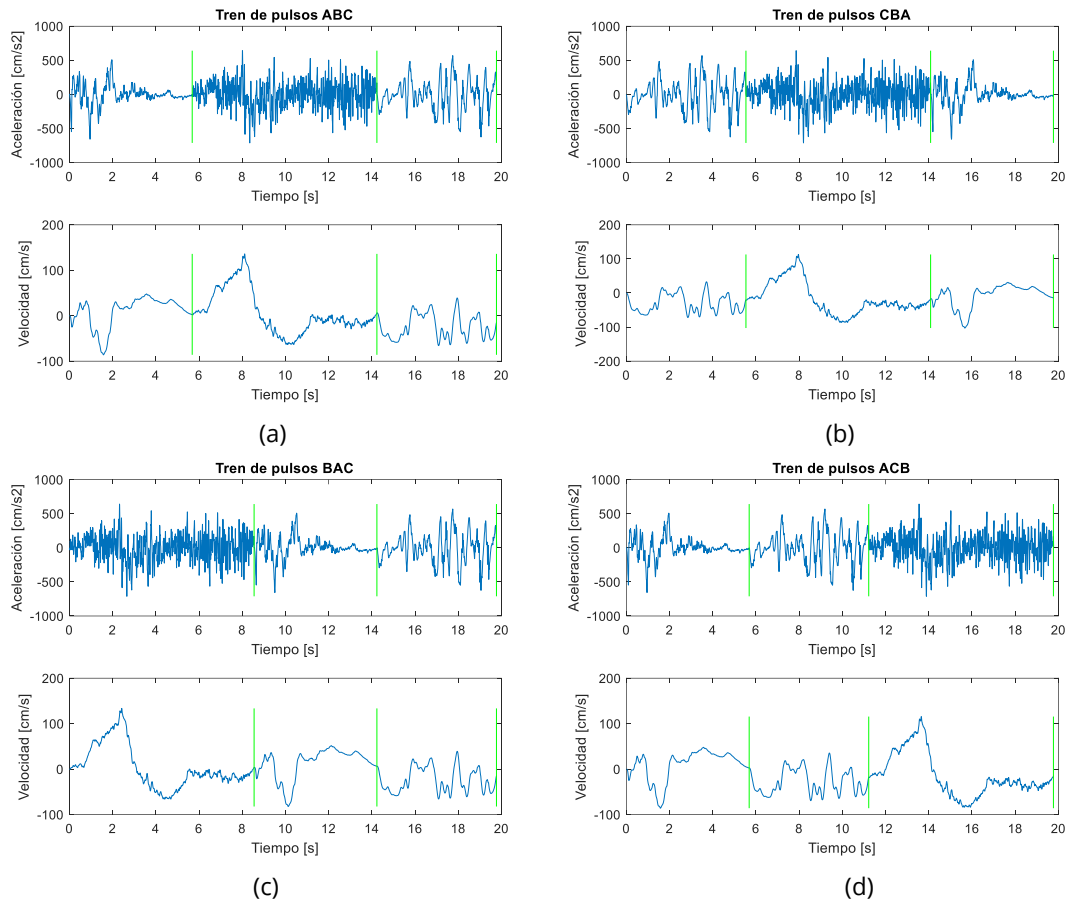 Tren de pulsos ABC
1000
500
0
-500
-1000
Aceleración [cm/s2]
0 2 4 6 8 10 12 14 16 18 20
Tiempo [s]
200
100
0
-100
Velocidad [cm/s]
0 2 4 6 8 10 12 14 16 18 20
Tiempo [s]
(a)
Tren de pulsos CBA
1000
500
0
-500
-1000
Aceleración [cm/s2]
0 2 4 6 8 10 12 14 16 18 20
Tiempo [s]
200
100
0
-100
-200
Velocidad [cm/s]
0 2 4 6 8 10 12 14 16 18 20
Tiempo [s]
(b)
Tren de pulsos BAC
1000
500
0
-500
-1000
Aceleración [cm/s2]
0 2 4 6 8 10 12 14 16 18 20
Tiempo [s]
200
100
0
-100
Velocidad [cm/s]
0 2 4 6 8 10 12 14 16 18 20
Tiempo [s]
(c)
Tren de pulsos ACB
1000
500
0
-500
-1000
Aceleración [cm/s2]
0 2 4 6 8 10 12 14 16 18 20
Tiempo [s]
200
100
0
-100
Velocidad [cm/s]
0 2 4 6 8 10 12 14 16 18 20
Tiempo [s]
(d)